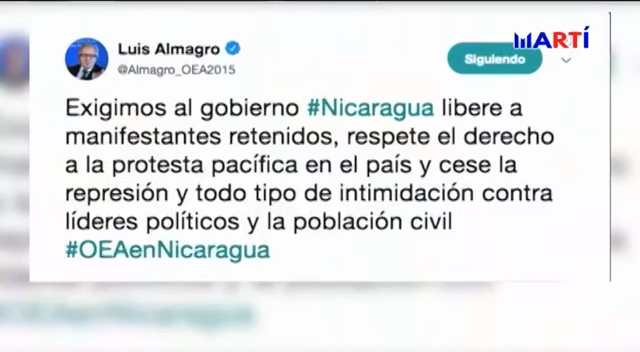 MARTÍ
Luis Almagro
@Almagro_OEA2015
Siguiendo
Exigimos al gobierno #Nicaragua libere a
manifestantes retenidos, respete el derecho
a la protesta pacífica en el país y cese la
represión y todo tipo de intimidación contra
líderes políticos y la población civil
#OEAenNicaragua
#OEAenNicaragua